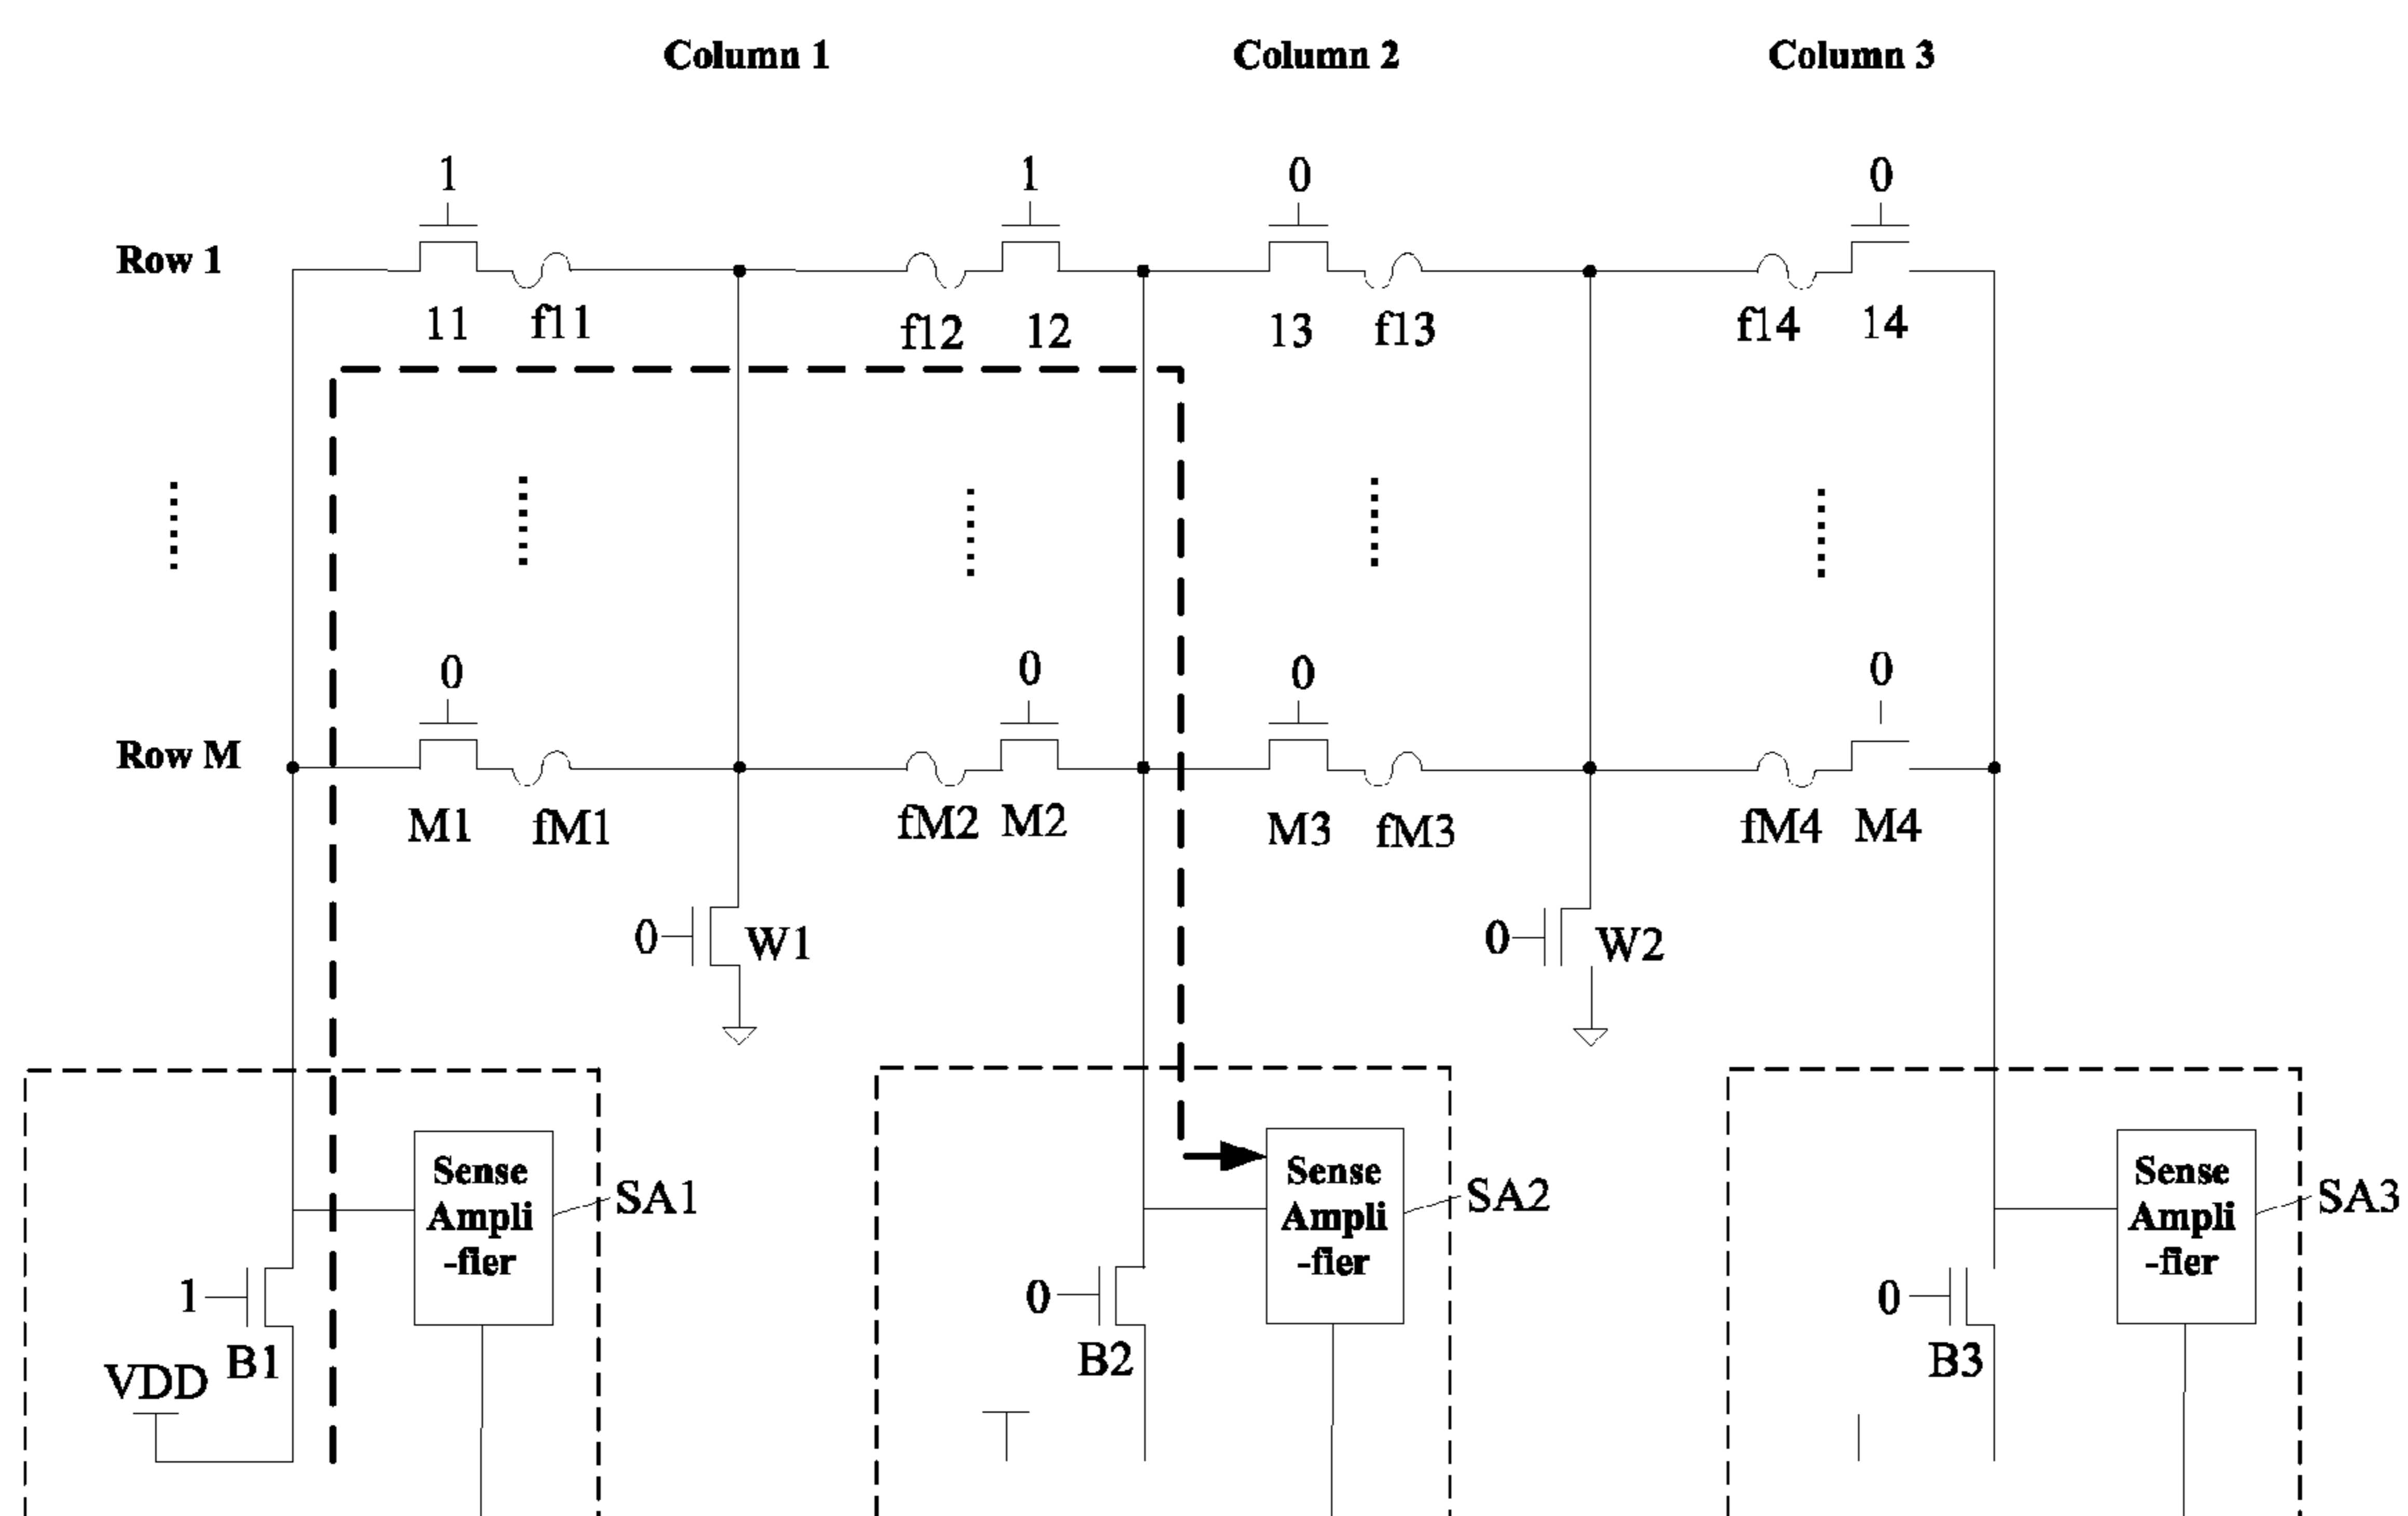 Column 1 Column 2 Column 3
1 1 0 0
Row 1
11 f11 f12 12 13 f13 f14 14
0 0 0 0
Row M
M1 fM1 fM2 M2 M3 fM3 fM4 M4
0 W1 0 W2
Sense
Ampli
-fier
SA1
Sense
Ampli
-fier
SA2
Sense
Ampli
-fier
SA3
1 0 0
B1 B2 B3
VDD